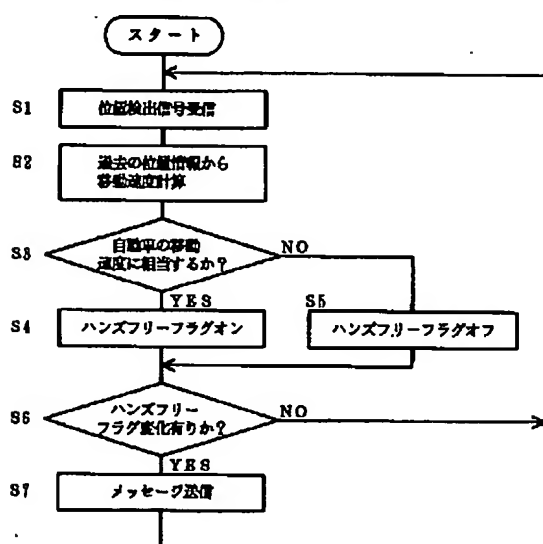 スタート
S1
位置検出信号受信
S2
過去の位置情報から
移動速度計算
S3
自動車の移動
速度に相当するか?
NO
YES
S4
ハンズフリーフラグオン
S5
ハンズフリーフラグオフ
S6
ハンズフリー
フラグ変化有りか?
NO
YES
S7
メッセージ送信